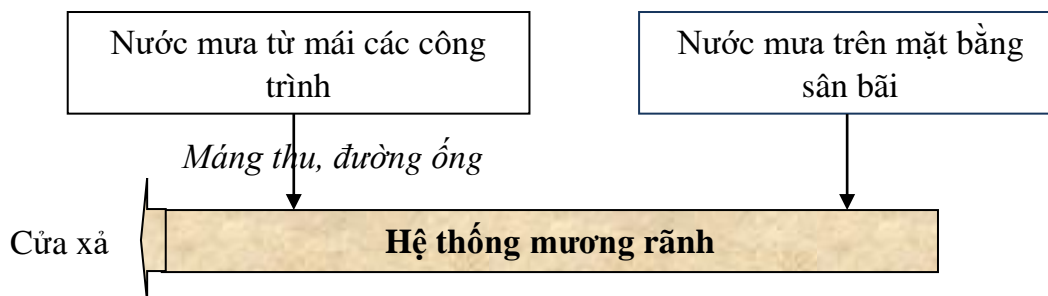 Nước mưa từ mái các công
trình
Nước mưa trên mặt bằng
sân bãi
Máng thu, đường ống
Cửa xả
Hệ thống mương rãnh